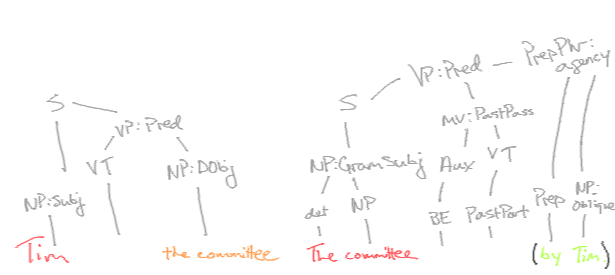 S
VP:Pred
VT
NP:DObj
NP:Subj
Tim
the committee
VP:Pred
PrepPhr:
agency
S
MV:PastPass
NP:GramSubj
Aux
VT
det
NP
BE
PastPart
Prep
NP:
Oblique
The committee
(by Tim)